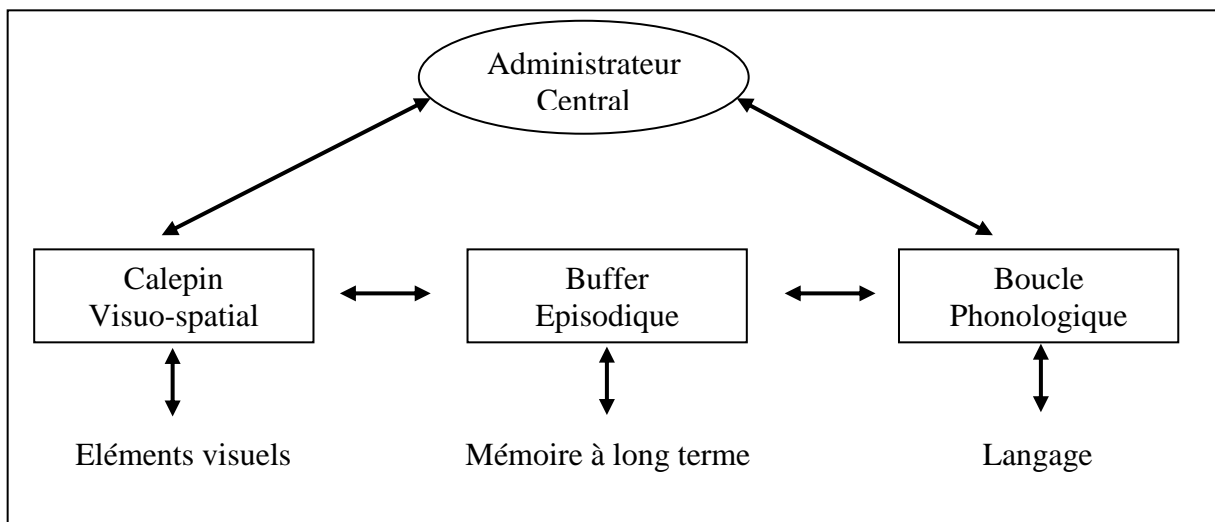 Administrateur
Central
Calepin
Visuo-spatial
Buffer
Episodique
Boucle
Phonologique
Eléments visuels
Mémoire à long terme
Langage